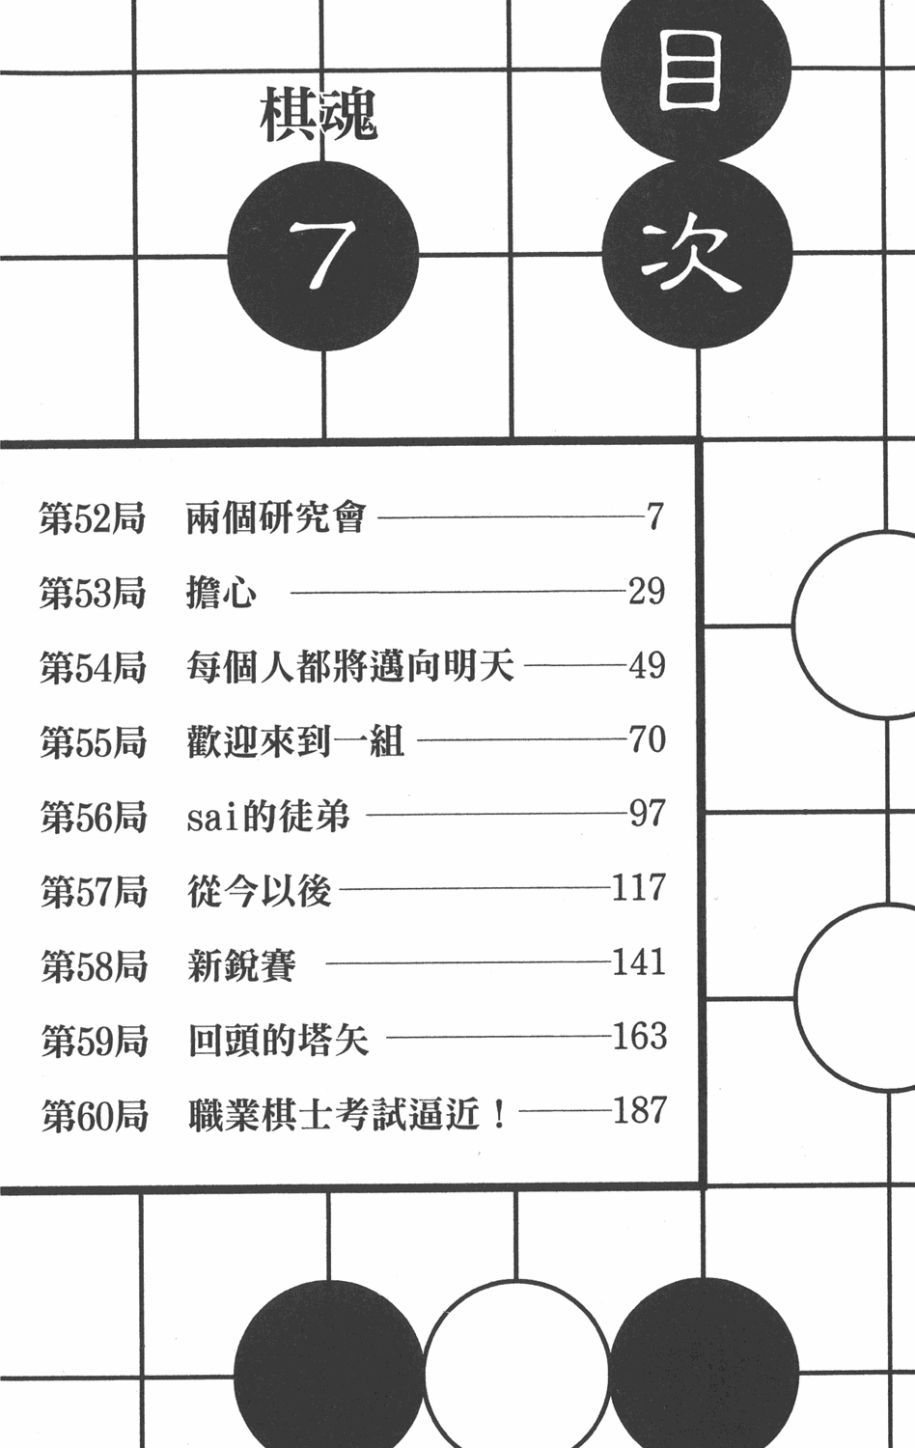 目次
棋魂
7
第52局 兩個研究會 7
第53局 擔心 29
第54局 每個人都將邁向明天 49
第55局 歡迎來到一組 70
第56局 sai的徒弟 97
第57局 從今以後 117
第58局 新銳賽 141
第59局 回頭的塔矢 163
第60局 職業棋士考試逼近！ 187